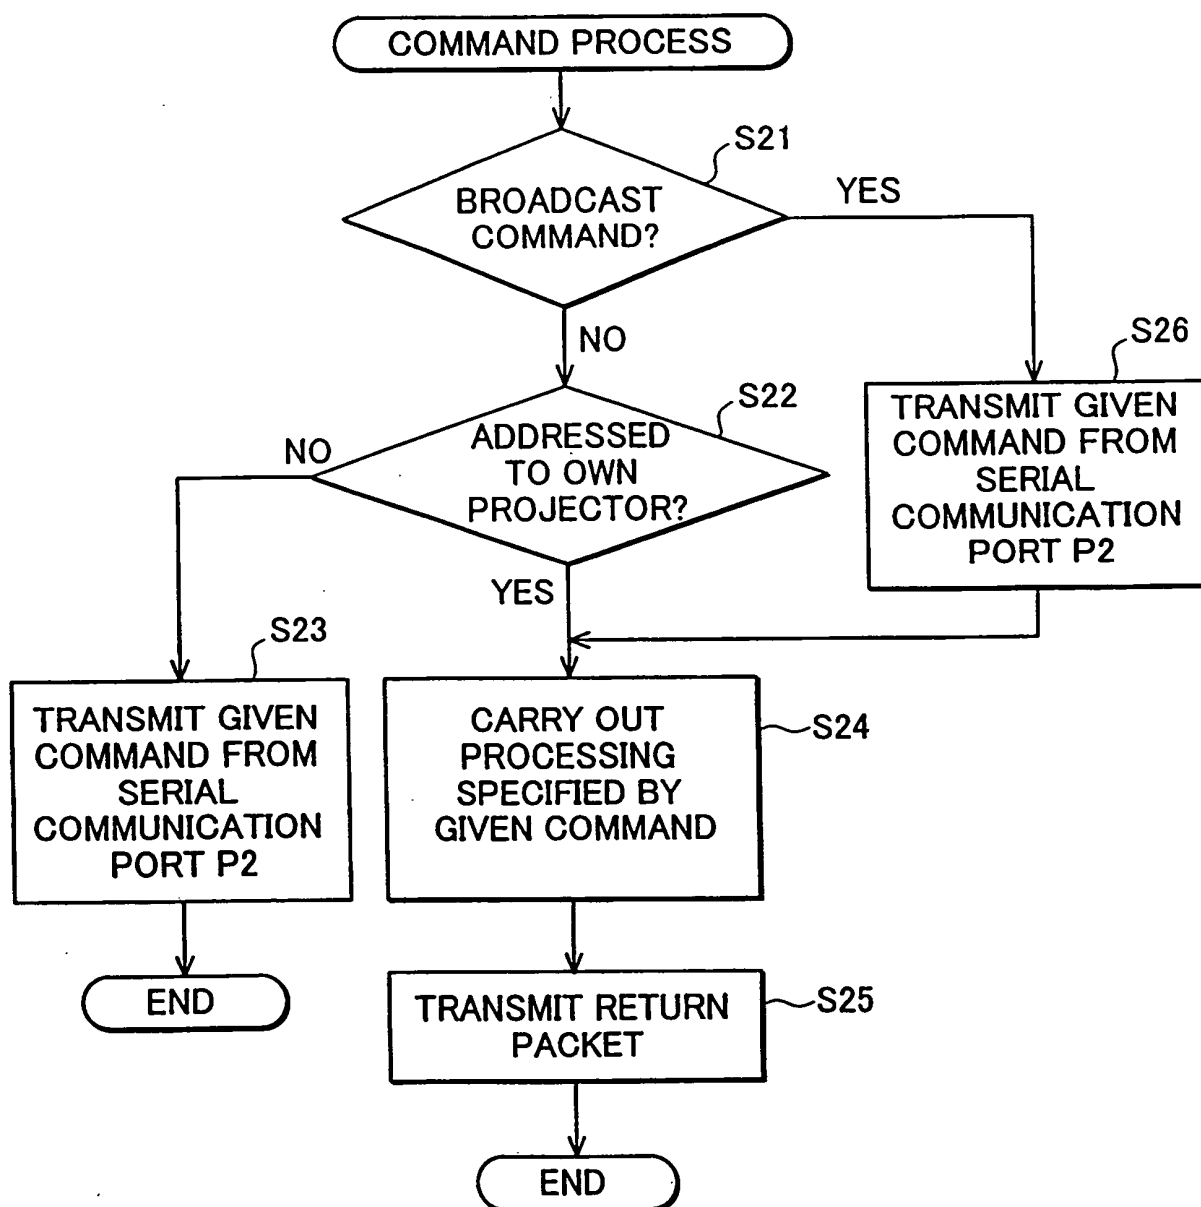 COMMAND PROCESS
S21
BROADCAST
COMMAND?
YES
NO
S26
TRANSMIT GIVEN
COMMAND FROM
SERIAL
COMMUNICATION
PORT P2
S22
ADDRESSED
TO OWN
PROJECTOR?
NO
YES
S23
TRANSMIT GIVEN
COMMAND FROM
SERIAL
COMMUNICATION
PORT P2
END
S24
CARRY OUT
PROCESSING
SPECIFIED BY
GIVEN COMMAND
S25
TRANSMIT RETURN
PACKET
END